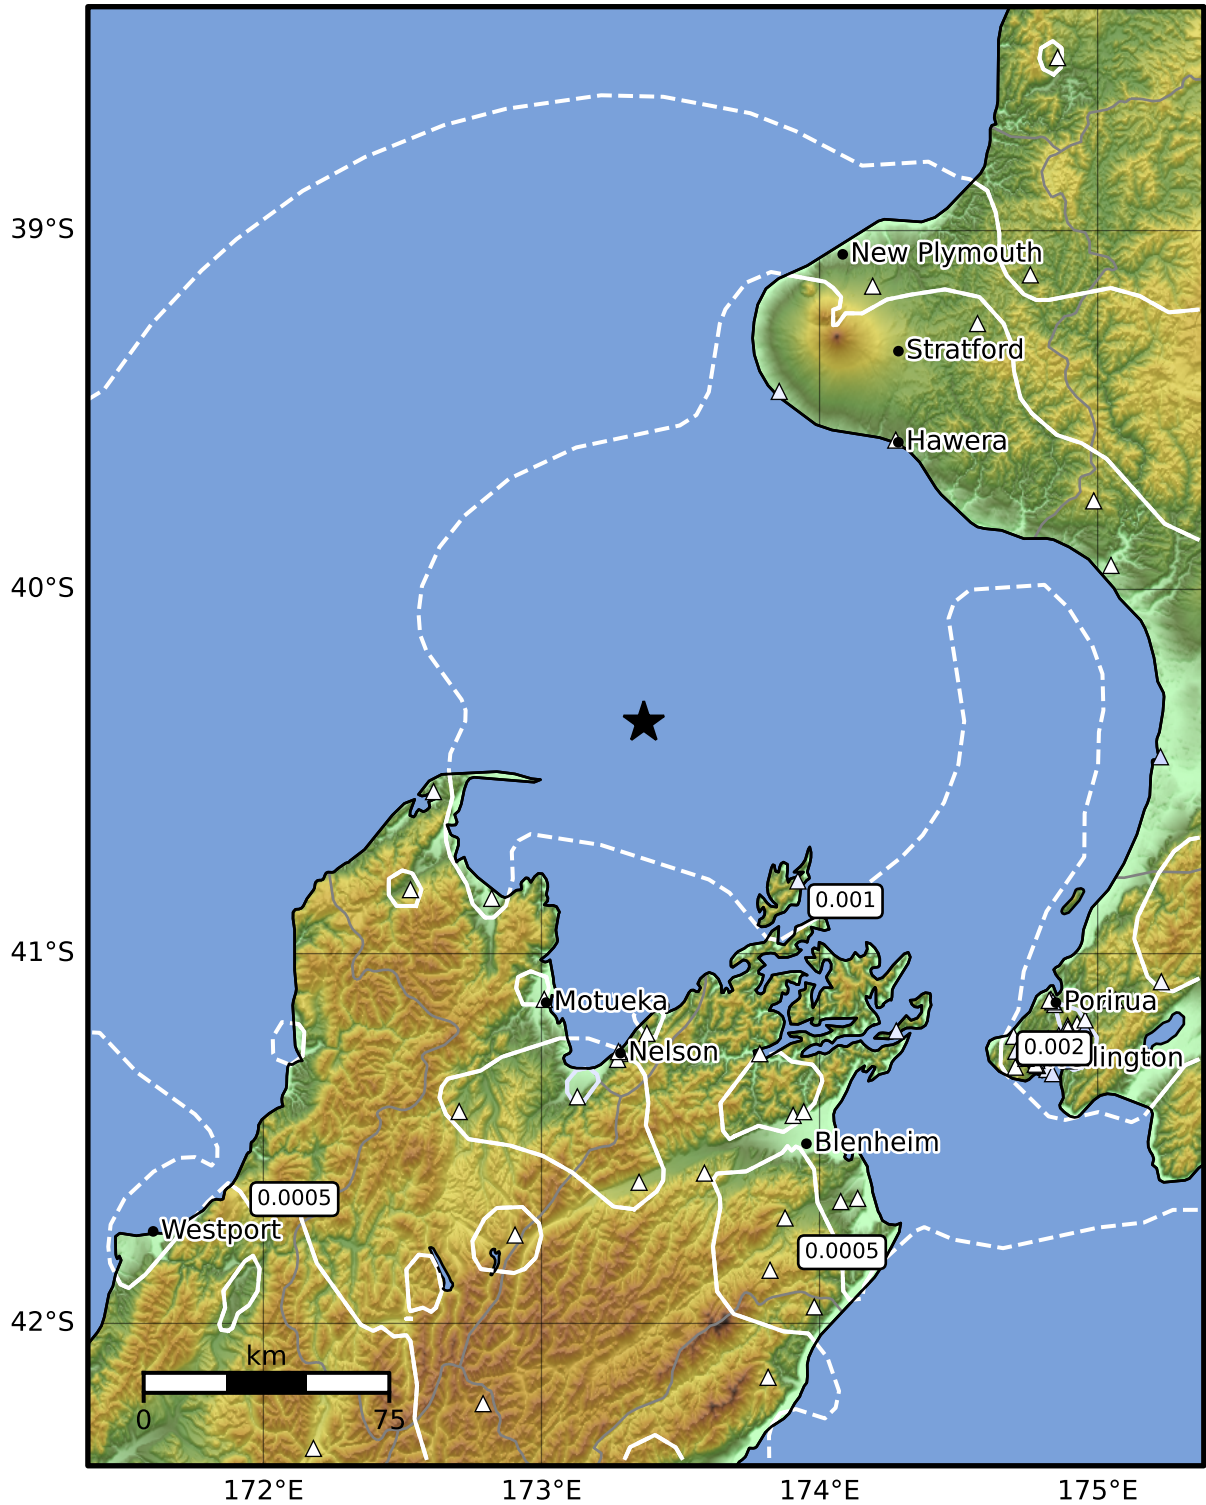 39°S
New Plymouth
Stratford
Hawera
40°S
0.001
41°S
Motueka
Porirua
Nelson
0.002
llington
Blenheim
0.0005
Westport
0.0005
42°S
km
0
75
172°E
173°E
174°E
175°E